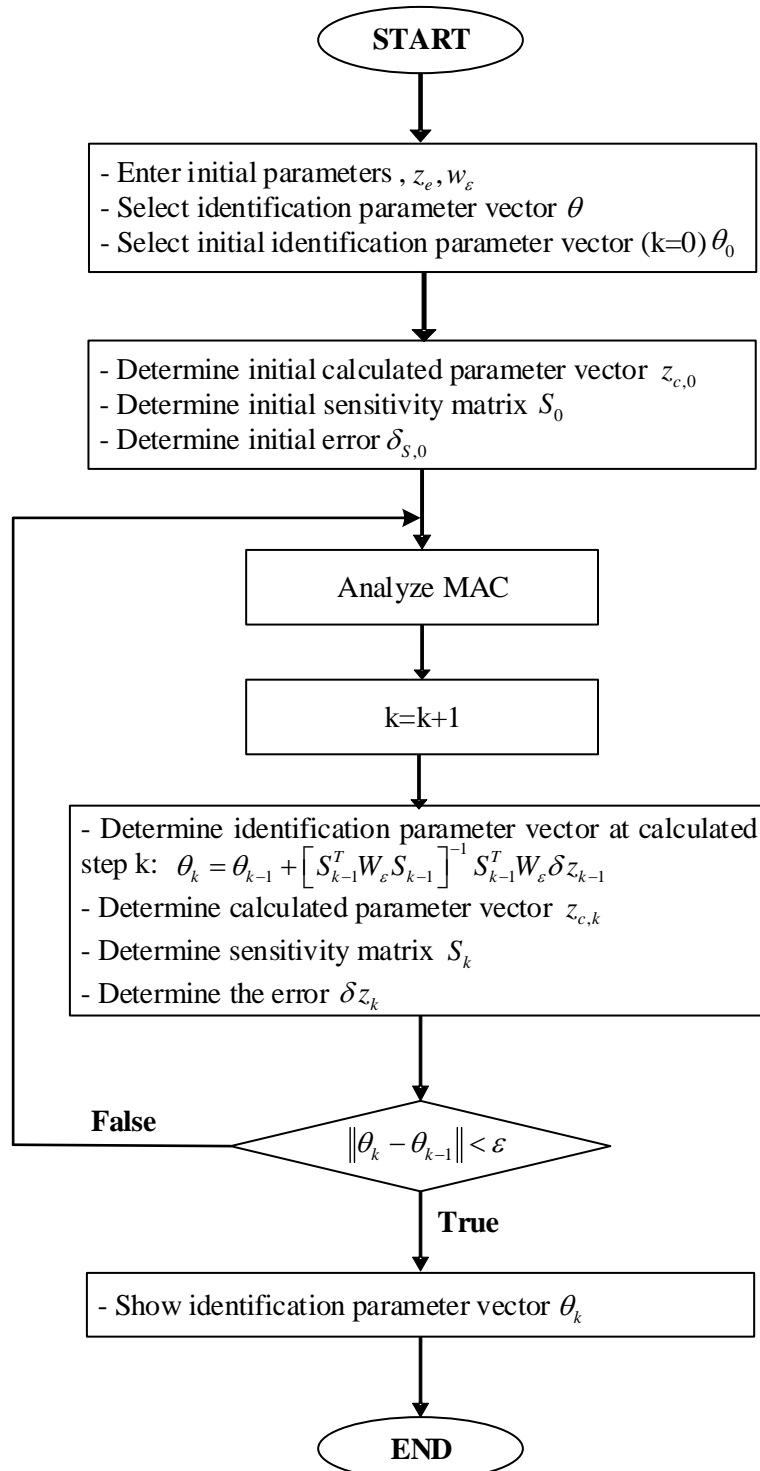 START
- Enter initial parameters , z_e, w_ε
- Select identification parameter vector θ
- Select initial identification parameter vector (k=0) θ_0
- Determine initial calculated parameter vector z_{c,0}
- Determine initial sensitivity matrix S_0
- Determine initial error δ_{S,0}
Analyze MAC
k=k+1
- Determine identification parameter vector at calculated
step k: θ_k = θ_{k-1} + [S_{k-1}^T W_ε S_{k-1}]^{-1} S_{k-1}^T W_ε δz_{k-1}
- Determine calculated parameter vector z_{c,k}
- Determine sensitivity matrix S_k
- Determine the error δz_k
False
‖θ_k − θ_{k-1}‖ < ε
True
- Show identification parameter vector θ_k
END